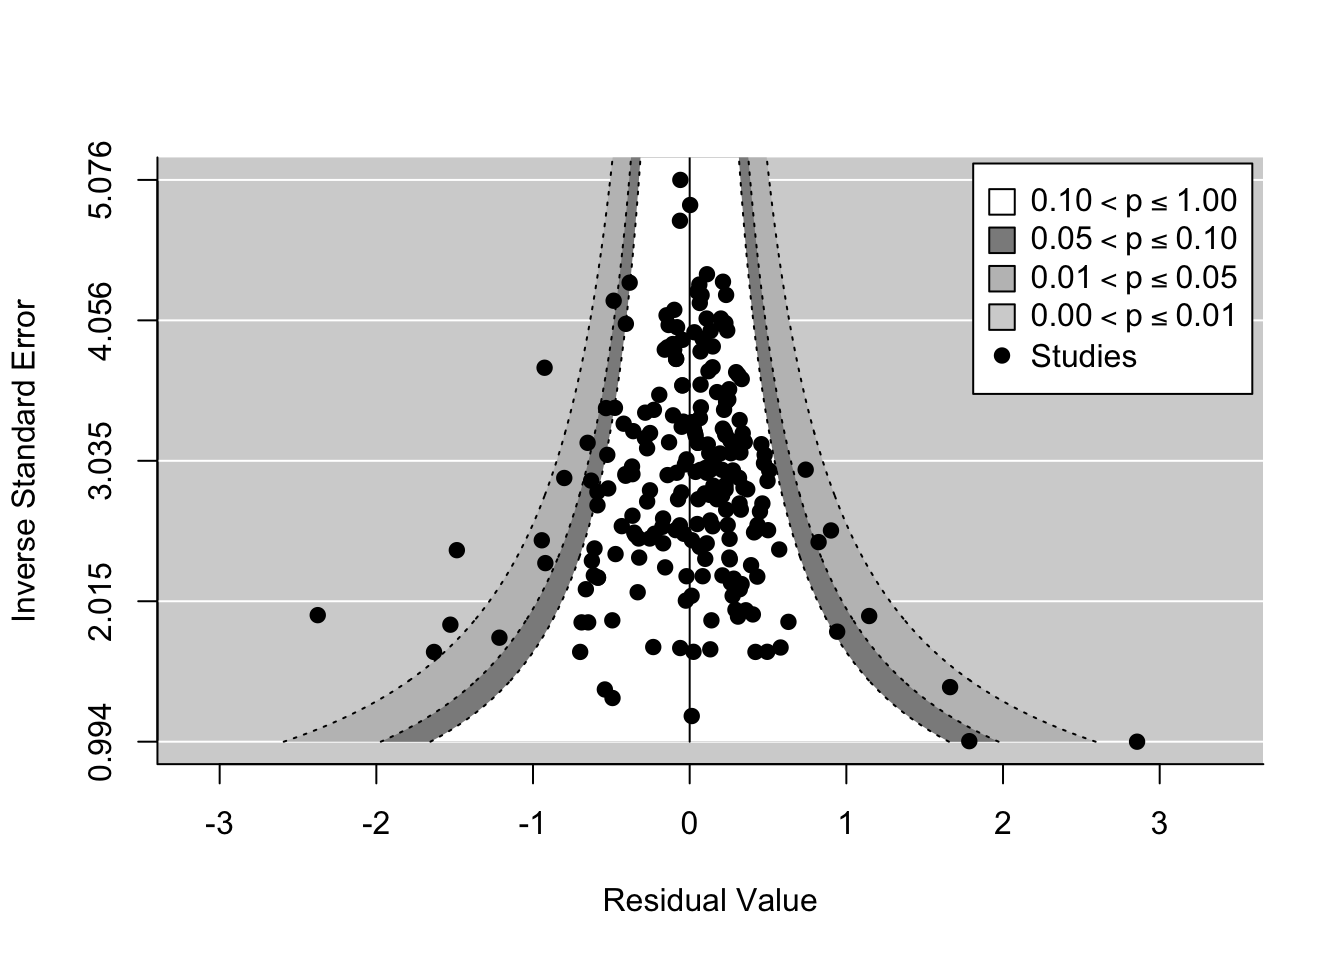 0.10 < p ≤ 1.00
0.05 < p ≤ 0.10
0.01 < p ≤ 0.05
0.00 < p ≤ 0.01
Studies
Inverse Standard Error
5.076
4.056
3.035
2.015
0.994
-3 -2 -1 0 1 2 3
Residual Value